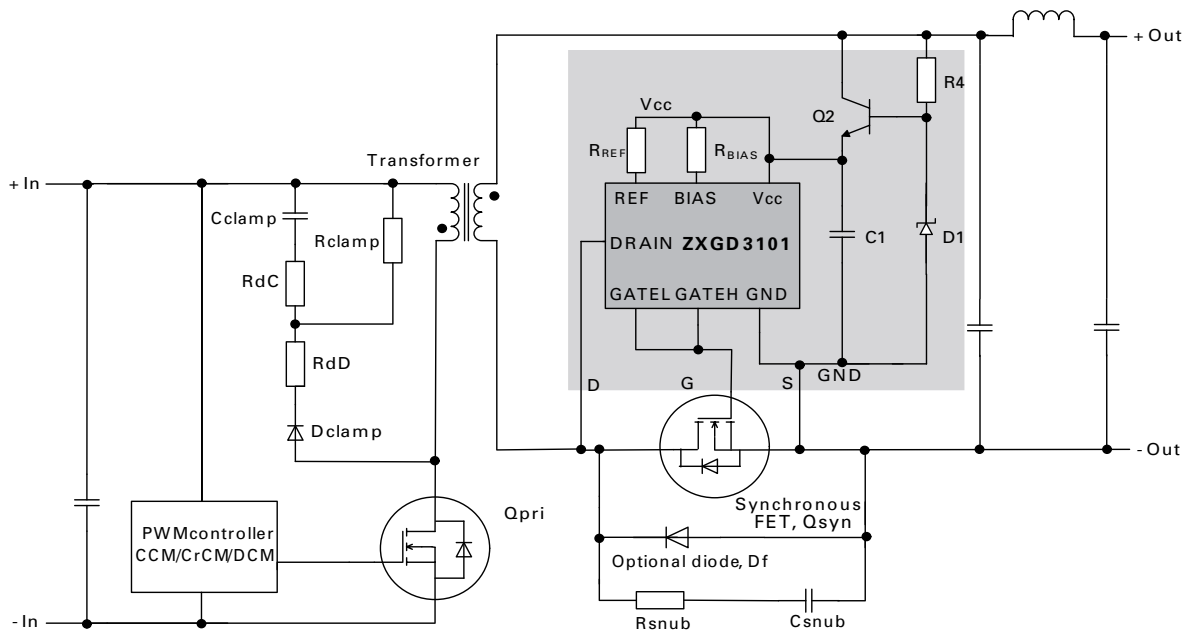 + Out
R4
Vcc
Q2
RREF
RBIAS
Transformer
+ In
REF BIAS Vcc
Cclamp
Rclamp
DRAIN ZXGD3101
C1
D1
RdC
GATEL GATEH GND
RdD
GND
D
G
S
Dclamp
- Out
Qpri
Synchronous
FET, Qsyn
PWMcontroller
CCM/CrCM/DCM
Optional diode, Df
- In
Rsnub
Csnub